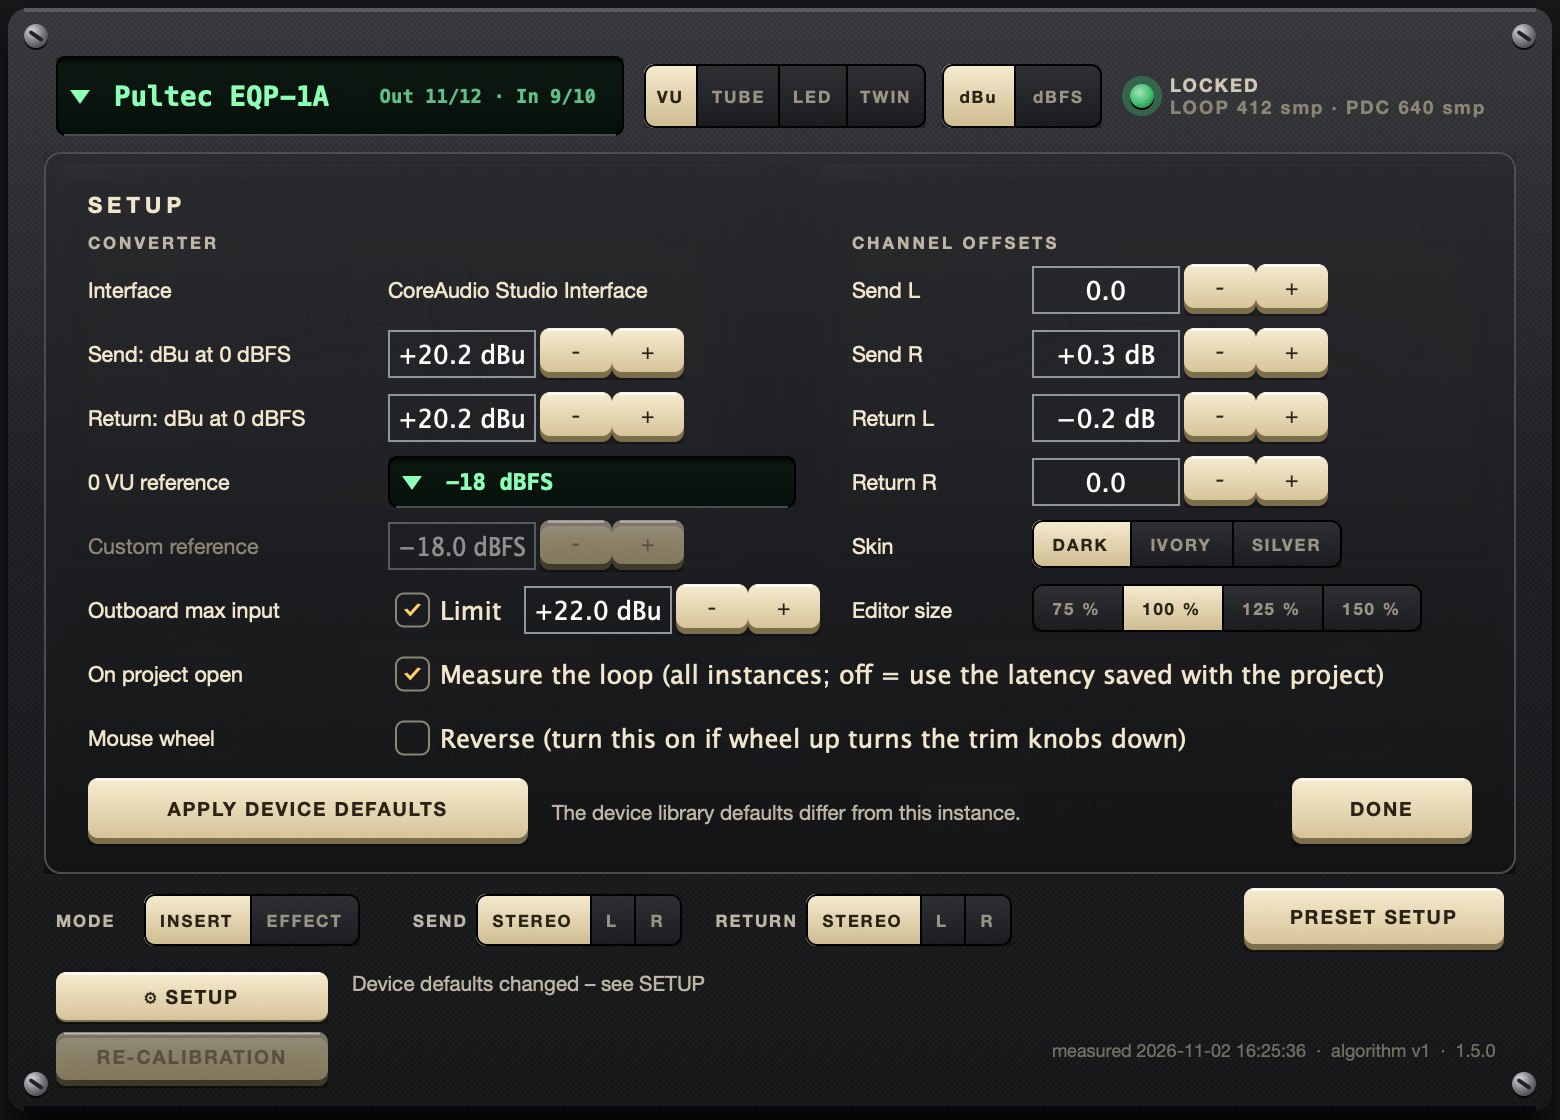 ▼ Pultec EQP-1A Out 11/12 · In 9/10 VU TUBE LED TWIN dBu dBFS LOCKED
LOOP 412 smp · PDC 640 smp
SETUP
CONVERTER
Interface CoreAudio Studio Interface
Send: dBu at 0 dBFS +20.2 dBu - +
Return: dBu at 0 dBFS +20.2 dBu - +
0 VU reference ▼ −18 dBFS
Custom reference −18.0 dBFS - +
Outboard max input Limit +22.0 dBu - +
CHANNEL OFFSETS
Send L 0.0 - +
Send R +0.3 dB - +
Return L −0.2 dB - +
Return R 0.0 - +
Skin DARK IVORY SILVER
Editor size 75 % 100 % 125 % 150 %
On project open Measure the loop (all instances; off = use the latency saved with the project)
Mouse wheel Reverse (turn this on if wheel up turns the trim knobs down)
APPLY DEVICE DEFAULTS The device library defaults differ from this instance. DONE
MODE INSERT EFFECT SEND STEREO L R RETURN STEREO L R PRESET SETUP
⚙ SETUP Device defaults changed – see SETUP
RE-CALIBRATION measured 2026-11-02 16:25:36 · algorithm v1 · 1.5.0